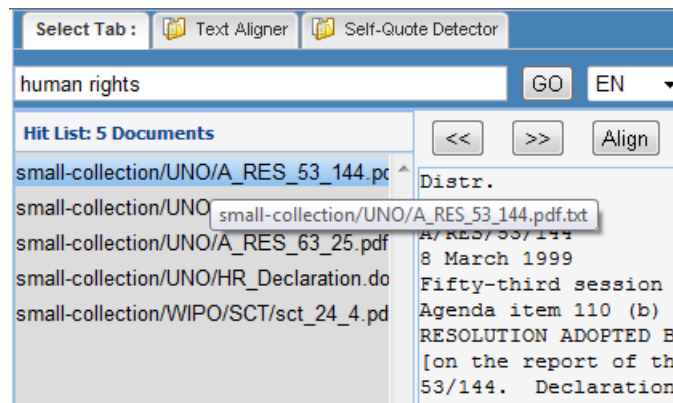 Select Tab : Text Aligner Self-Quote Detector
human rights GO EN
Hit List: 5 Documents
<< >> Align
small-collection/UNO/A_RES_53_144.pd
small-collection/UNO
small-collection/UNO/A_RES_63_25.pdf
small-collection/UNO/HR_Declaration.do
small-collection/WIPO/SCT/sct_24_4.pd
small-collection/UNO/A_RES_53_144.pdf.txt
Distr.
A/RES/53/144
8 March 1999
Fifty-third session
Agenda item 110 (b)
RESOLUTION ADOPTED B
[on the report of th
53/144. Declaration